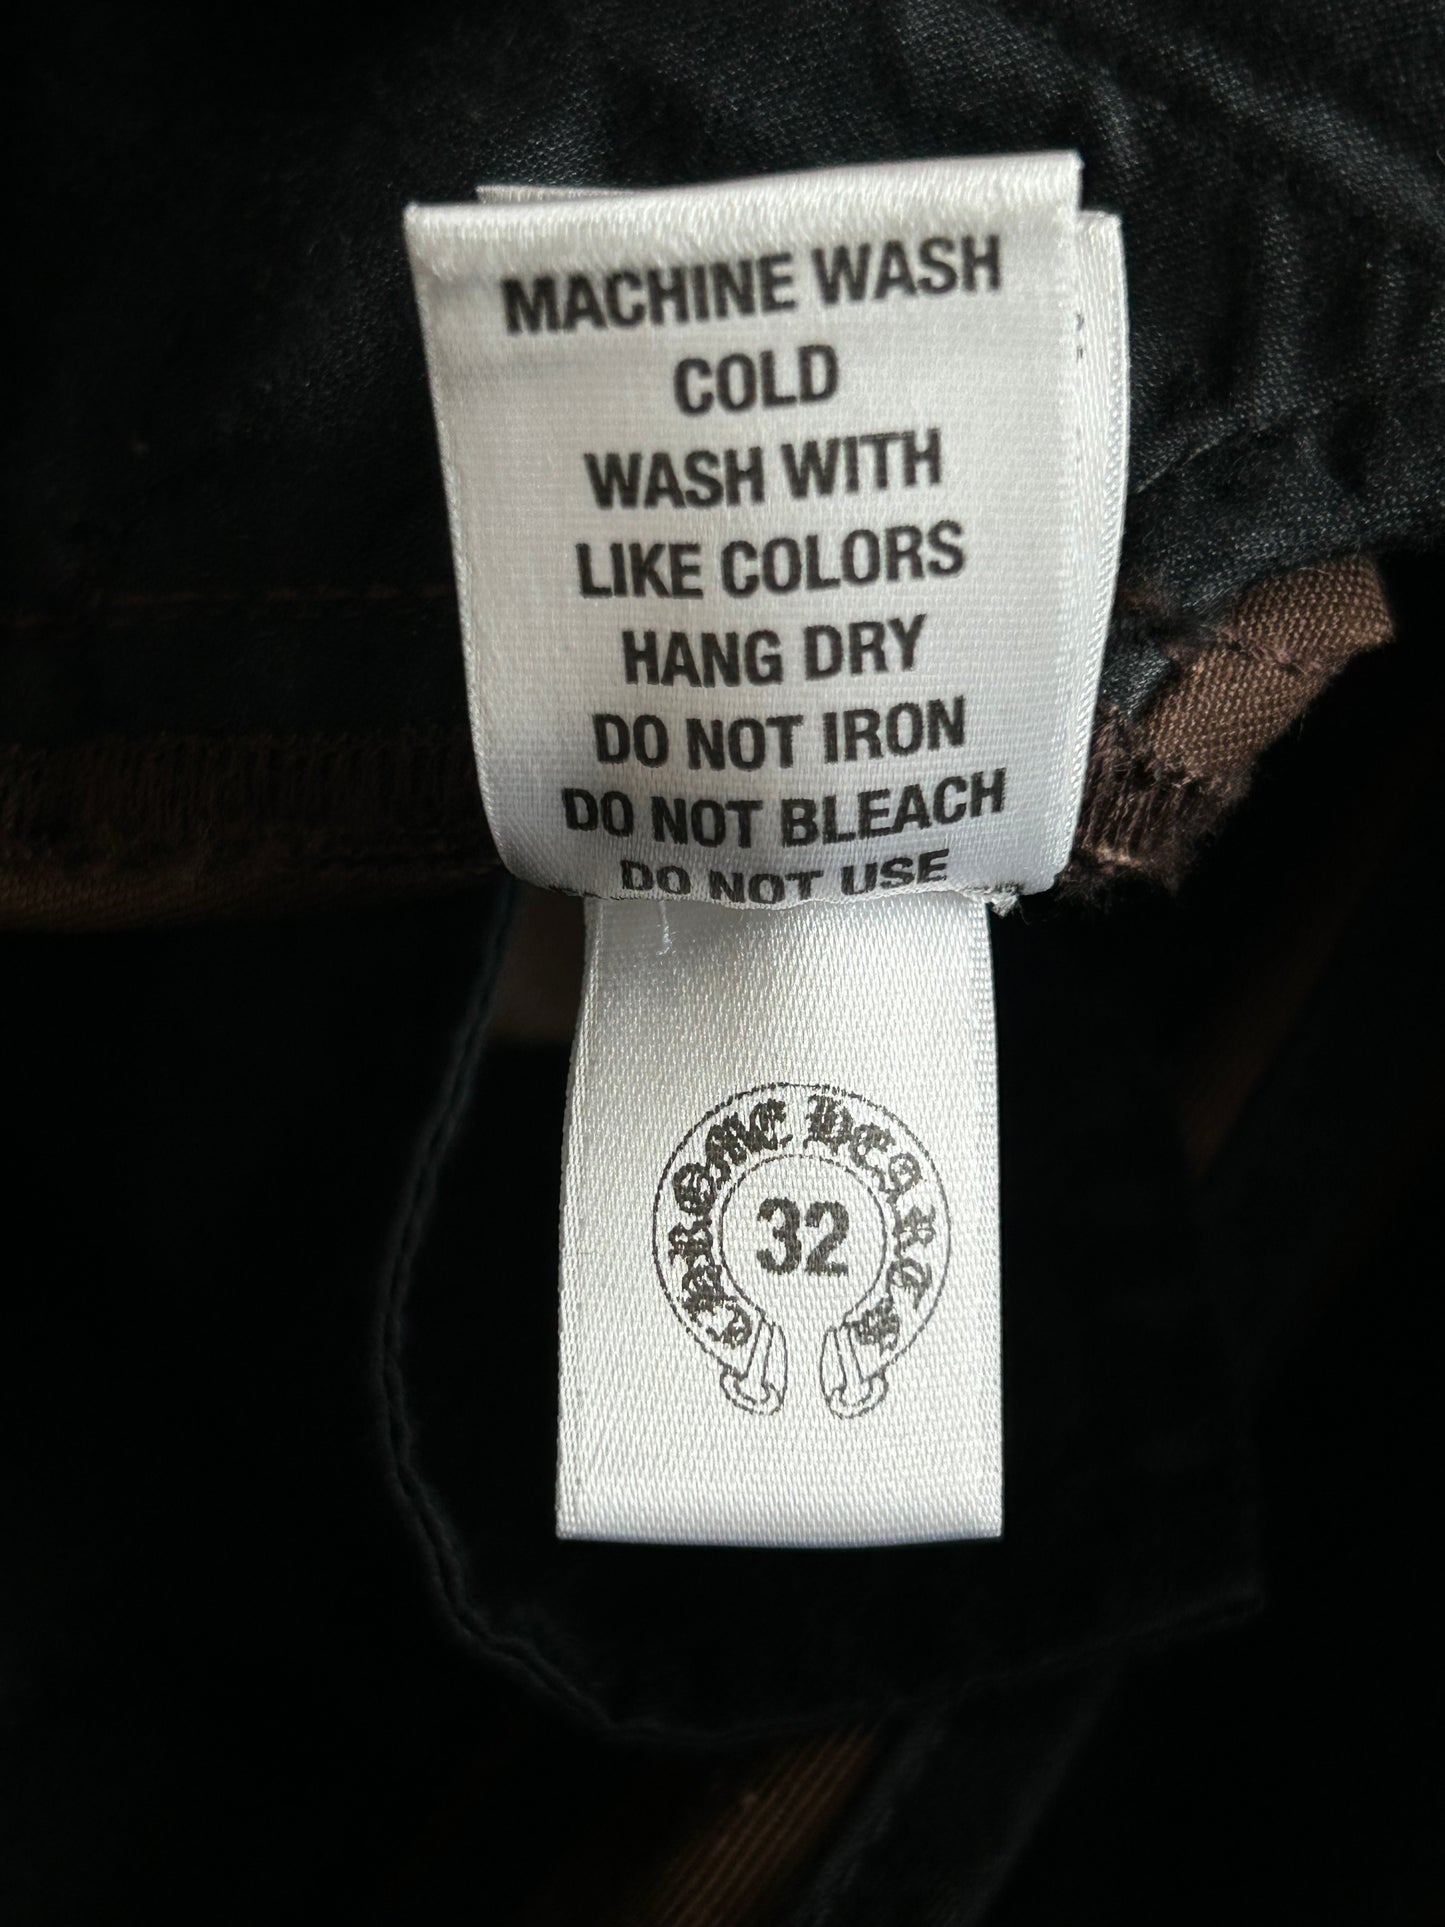 MACHINE WASH
COLD
WASH WITH
LIKE COLORS
HANG DRY
DO NOT IRON
DO NOT BLEACH
DO NOT USE
CHROME HEARTS
32